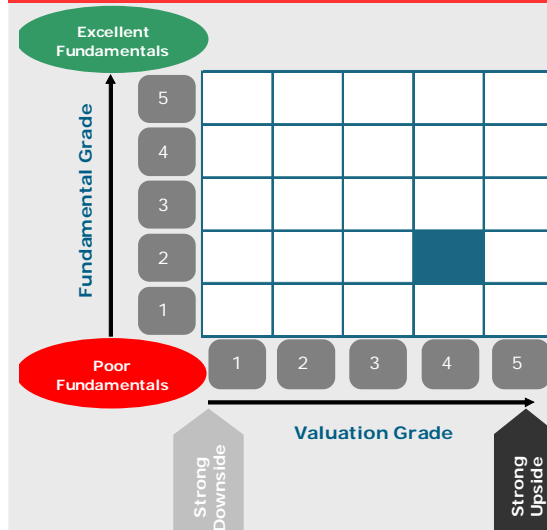 Excellent
Fundamentals
Fundamental Grade
5
4
3
2
1
Poor
Fundamentals
1
2
3
4
5
Valuation Grade
Strong
Downside
Strong
Upside